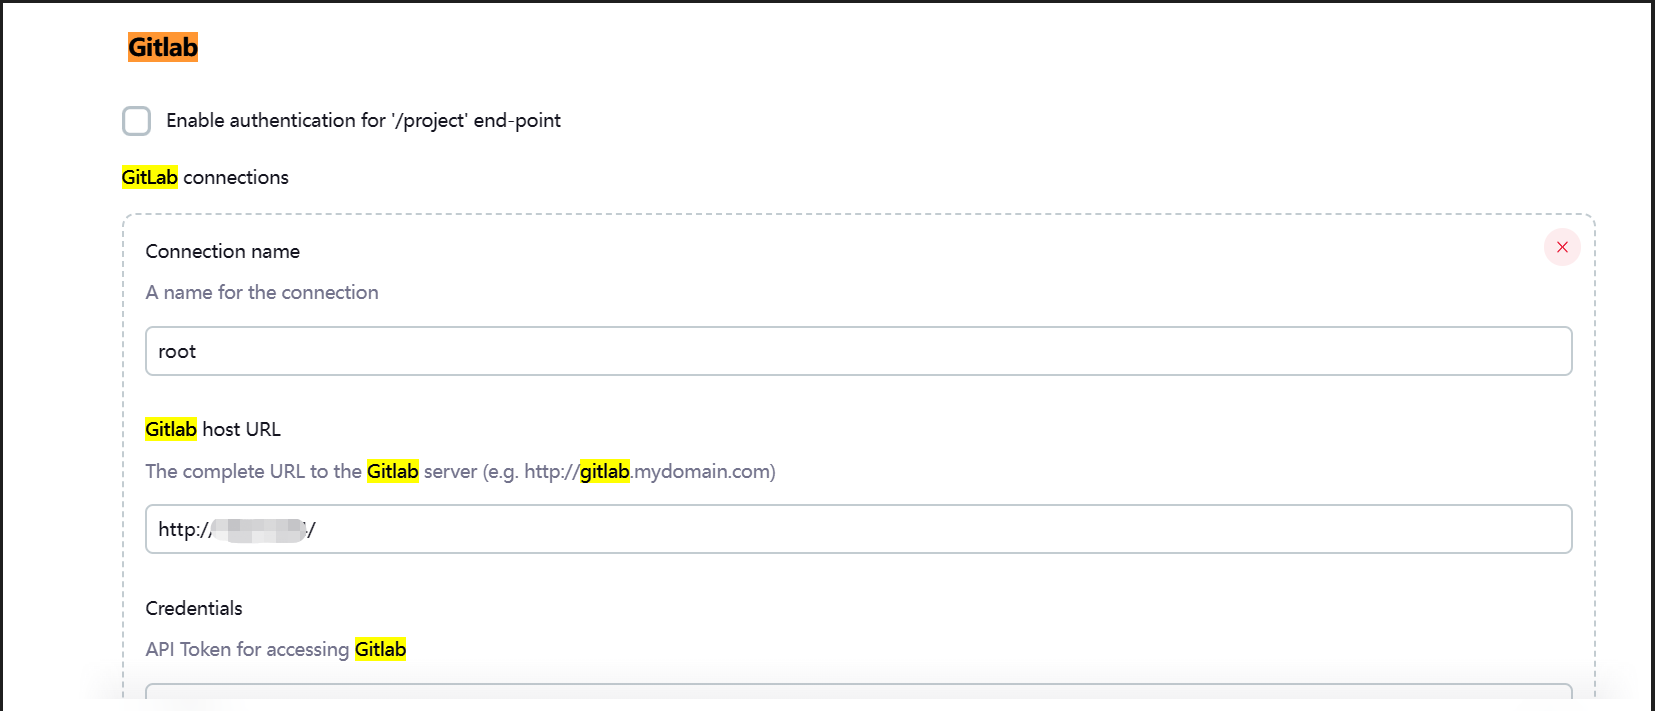 Gitlab
Enable authentication for '/project' end-point
GitLab connections
Connection name
A name for the connection
root
Gitlab host URL
The complete URL to the Gitlab server (e.g. http://gitlab.mydomain.com)
http:///
Credentials
API Token for accessing Gitlab